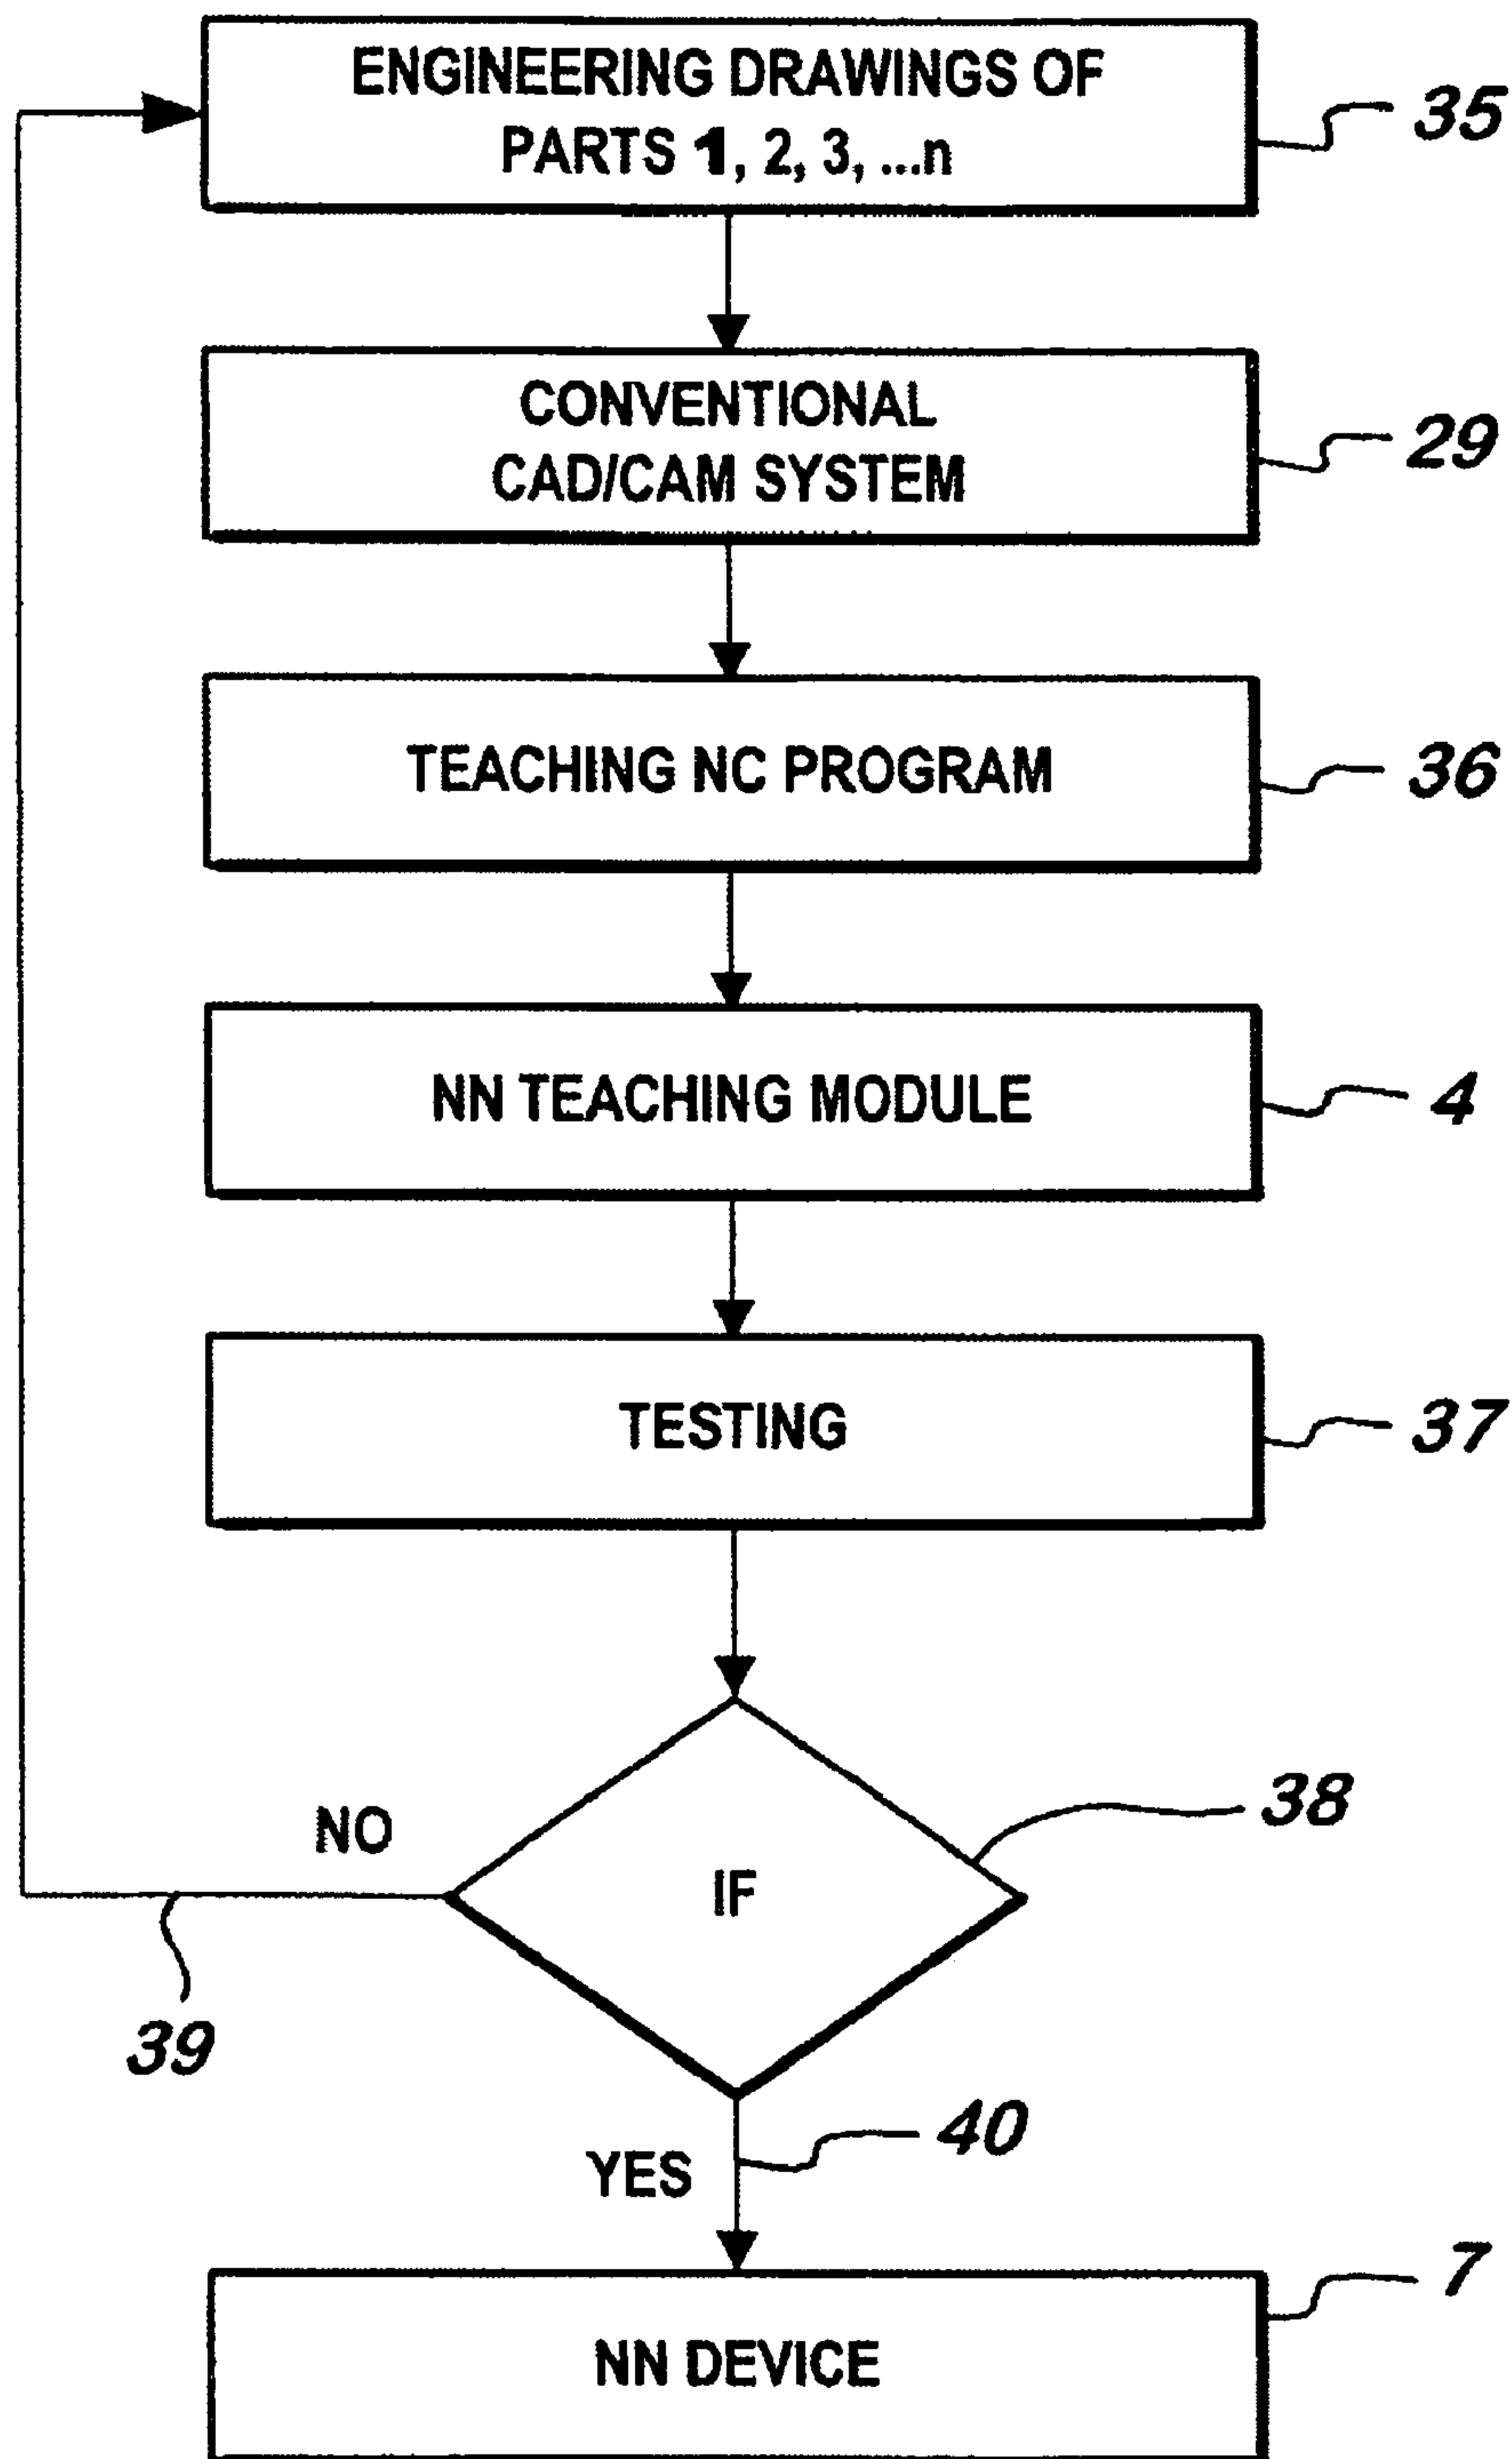 ENGINEERING DRAWINGS OF
PARTS 1, 2, 3, ...n
35
CONVENTIONAL
CAD/CAM SYSTEM
29
TEACHING NC PROGRAM
36
NN TEACHING MODULE
4
TESTING
37
38
NO
IF
39
40
YES
7
NN DEVICE